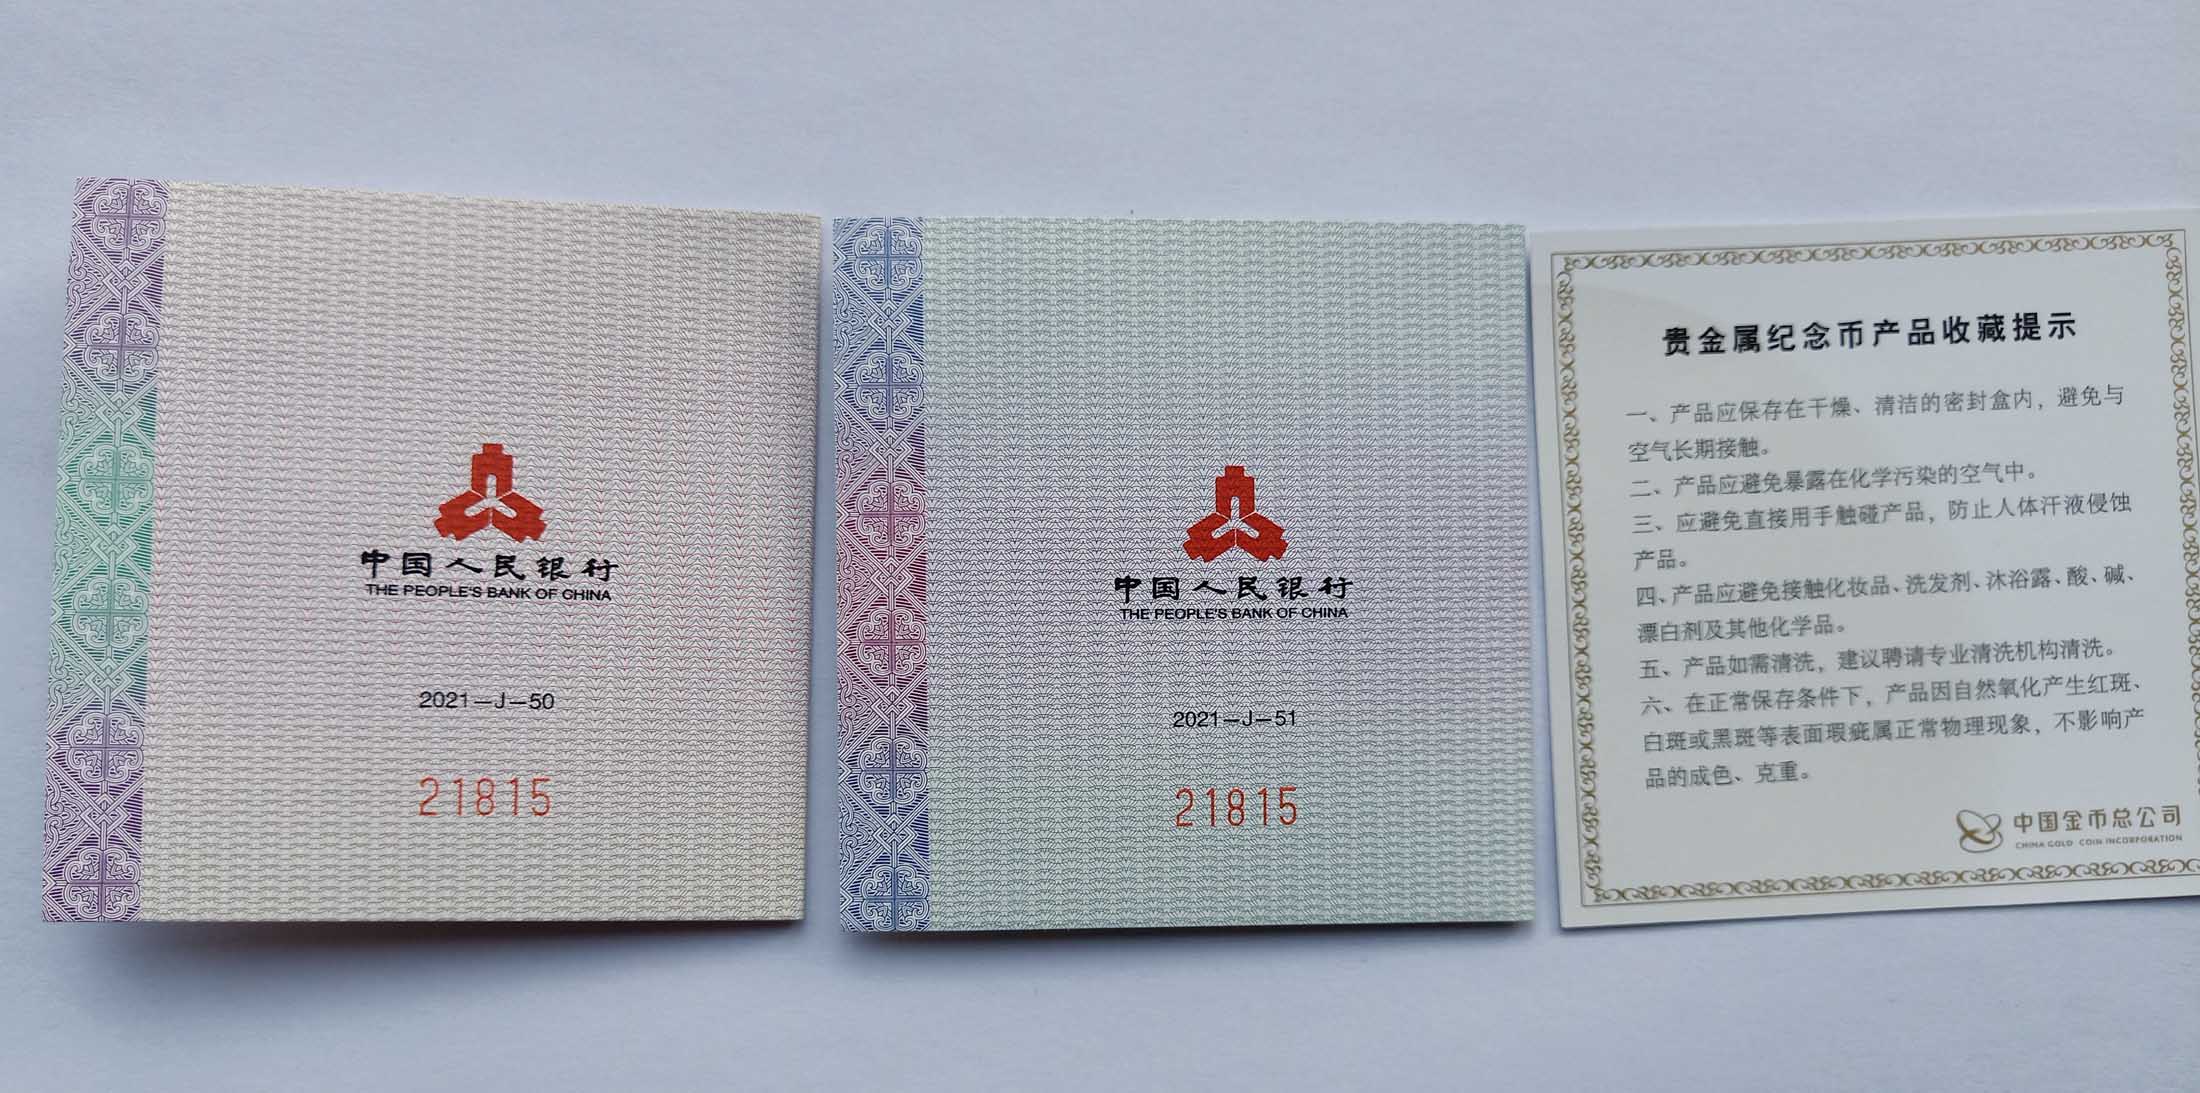 中国人民银行
THE PEOPLE'S BANK OF CHINA
2021—J—50
21815
中国人民银行
THE PEOPLE'S BANK OF CHINA
2021—J—51
21815
贵金属纪念币产品收藏提示
一、产品应保存在干燥、清洁的密封盒内，避免与
空气长期接触。
二、产品应避免暴露在化学污染的空气中。
三、应避免直接用手触碰产品，防止人体汗液侵蚀
产品。
四、产品应避免接触化妆品、洗发剂、沐浴露、酸、碱、
漂白剂及其他化学品。
五、产品如需清洗，建议聘请专业清洗机构清洗。
六、在正常保存条件下，产品因自然氧化产生红斑、
白斑或黑斑等表面瑕疵属正常物理现象，不影响产
品的成色、克重。
中国金币总公司
CHINA GOLD COIN INCORPORATION